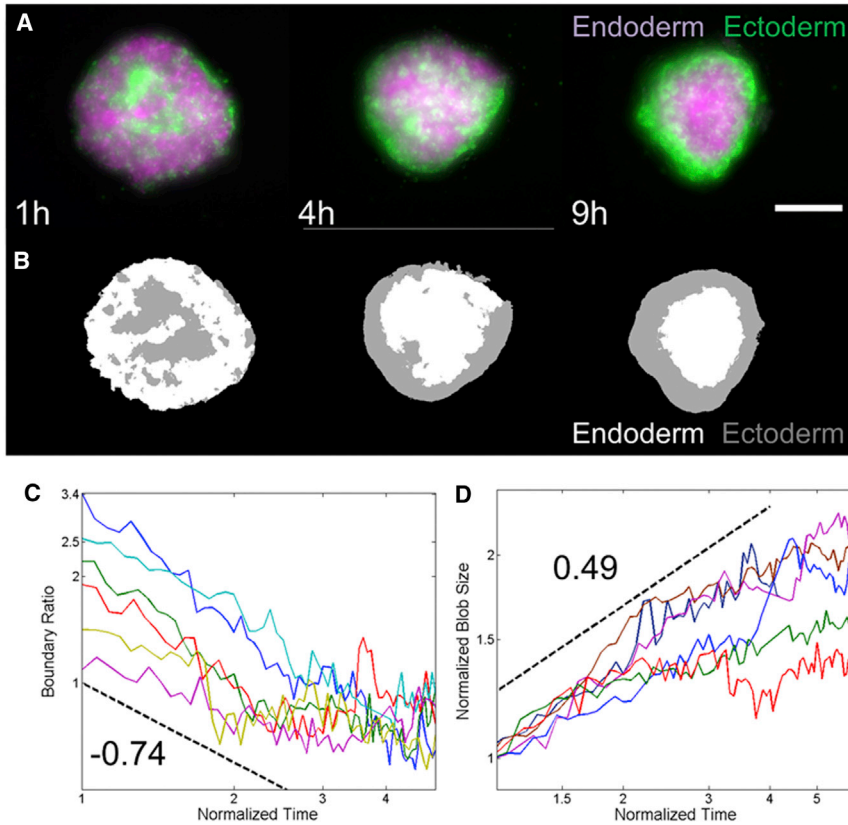 A
Endoderm Ectoderm
1h
4h
9h
B
Endoderm Ectoderm
C
3.4
2.5
2
1
Boundary Ratio
-0.74
1
2
3
4
Normalized Time
D
2
1.5
1
Normalized Blob Size
0.49
1.5
2
3
4
5
Normalized Time